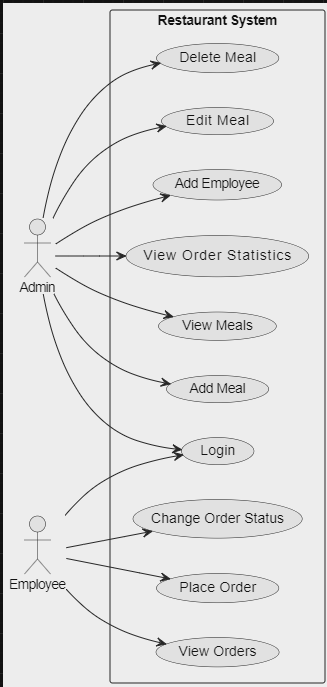 Restaurant System
Delete Meal
Edit Meal
Add Employee
View Order Statistics
Admin
View Meals
Add Meal
Login
Change Order Status
Employee
Place Order
View Orders